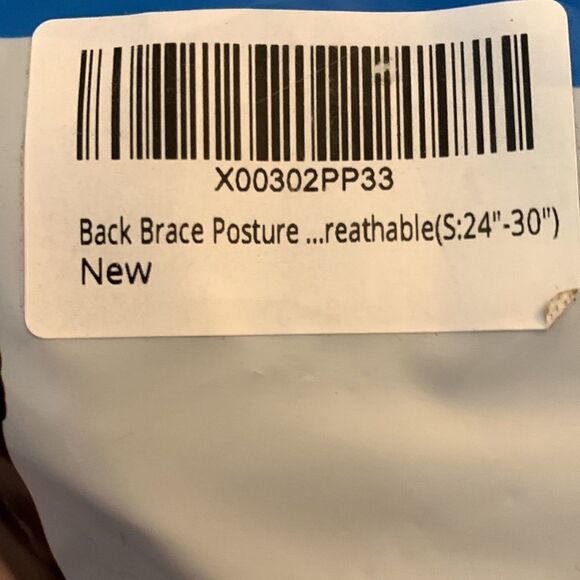 X00302PP33
Back Brace Posture ...reathable(S:24"-30")
New